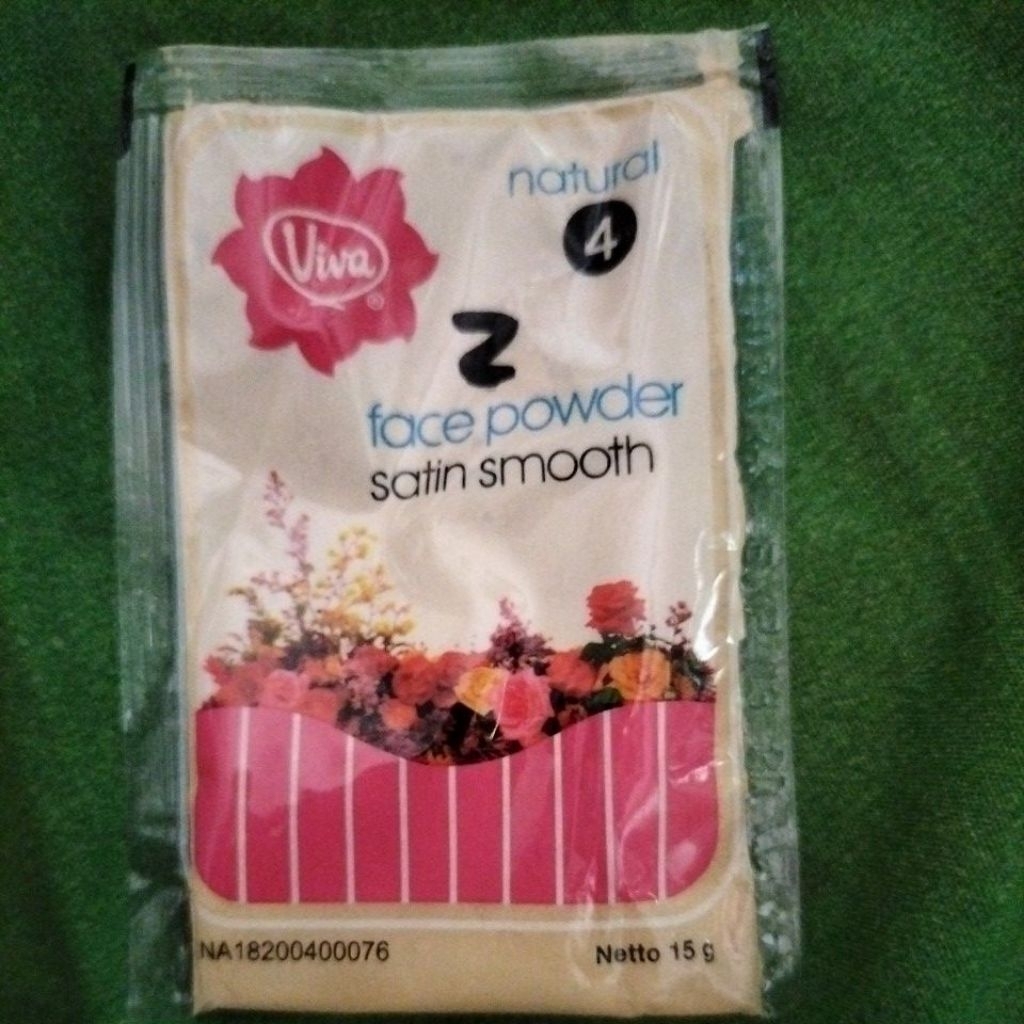 natural
4
Viva
®
Z
face powder
satin smooth
NA18200400076
Netto 15 g